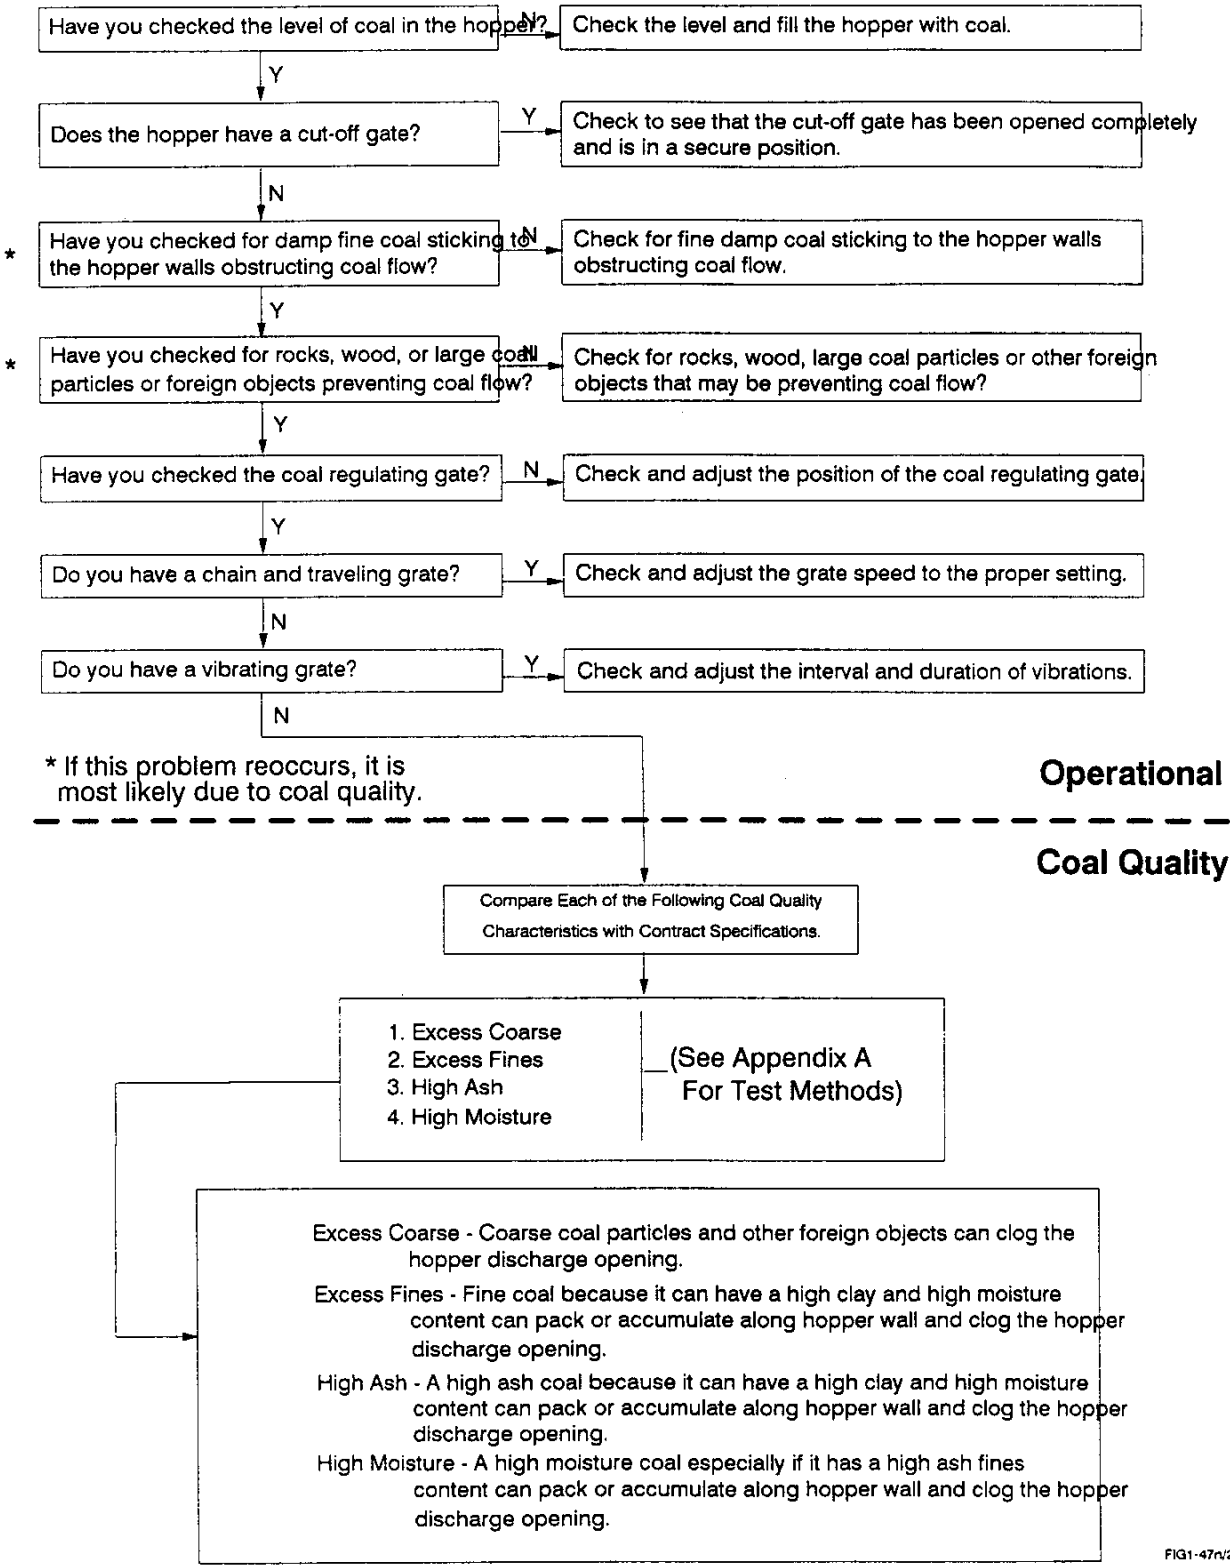 Have you checked the level of coal in the hopper?
N
Check the level and fill the hopper with coal.
Y
Does the hopper have a cut-off gate?
Y
Check to see that the cut-off gate has been opened completely
and is in a secure position.
N
*
Have you checked for damp fine coal sticking to
the hopper walls obstructing coal flow?
N
Check for fine damp coal sticking to the hopper walls
obstructing coal flow.
Y
*
Have you checked for rocks, wood, or large coal
particles or foreign objects preventing coal flow?
N
Check for rocks, wood, large coal particles or other foreign
objects that may be preventing coal flow?
Y
Have you checked the coal regulating gate?
N
Check and adjust the position of the coal regulating gate.
Y
Do you have a chain and traveling grate?
Y
Check and adjust the grate speed to the proper setting.
N
Do you have a vibrating grate?
Y
Check and adjust the interval and duration of vibrations.
N
* If this problem reoccurs, it is
most likely due to coal quality.
Operational
Coal Quality
Compare Each of the Following Coal Quality
Characteristics with Contract Specifications.
1. Excess Coarse
2. Excess Fines
3. High Ash
4. High Moisture
(See Appendix A
For Test Methods)
Excess Coarse - Coarse coal particles and other foreign objects can clog the
hopper discharge opening.
Excess Fines - Fine coal because it can have a high clay and high moisture
content can pack or accumulate along hopper wall and clog the hopper
discharge opening.
High Ash - A high ash coal because it can have a high clay and high moisture
content can pack or accumulate along hopper wall and clog the hopper
discharge opening.
High Moisture - A high moisture coal especially if it has a high ash fines
content can pack or accumulate along hopper wall and clog the hopper
discharge opening.